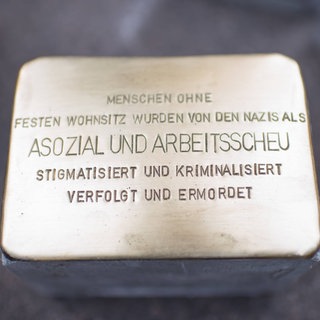 MENSCHEN OHNE
FESTEN WOHNSITZ WURDEN VON DEN NAZIS ALS
ASOZIAL UND ARBEITSSCHEU
STIGMATISIERT UND KRIMINALISIERT
VERFOLGT UND ERMORDET